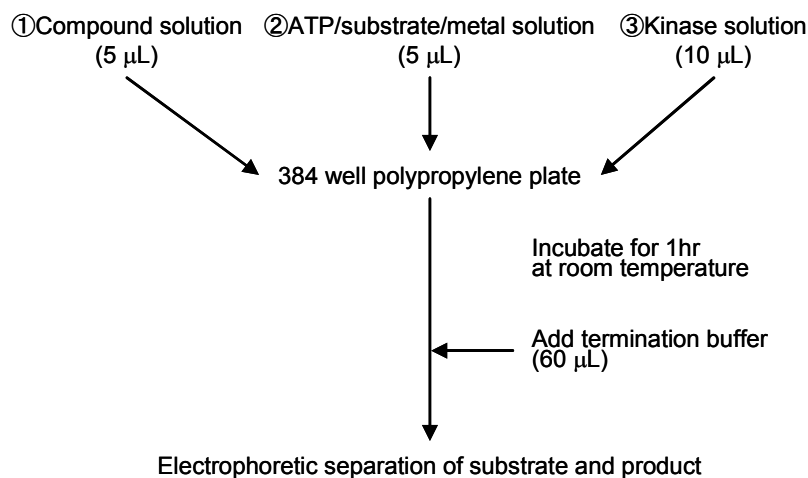 ①Compound solution
(5 μL)
②ATP/substrate/metal solution
(5 μL)
③Kinase solution
(10 μL)
384 well polypropylene plate
Incubate for 1hr
at room temperature
Add termination buffer
(60 μL)
Electrophoretic separation of substrate and product